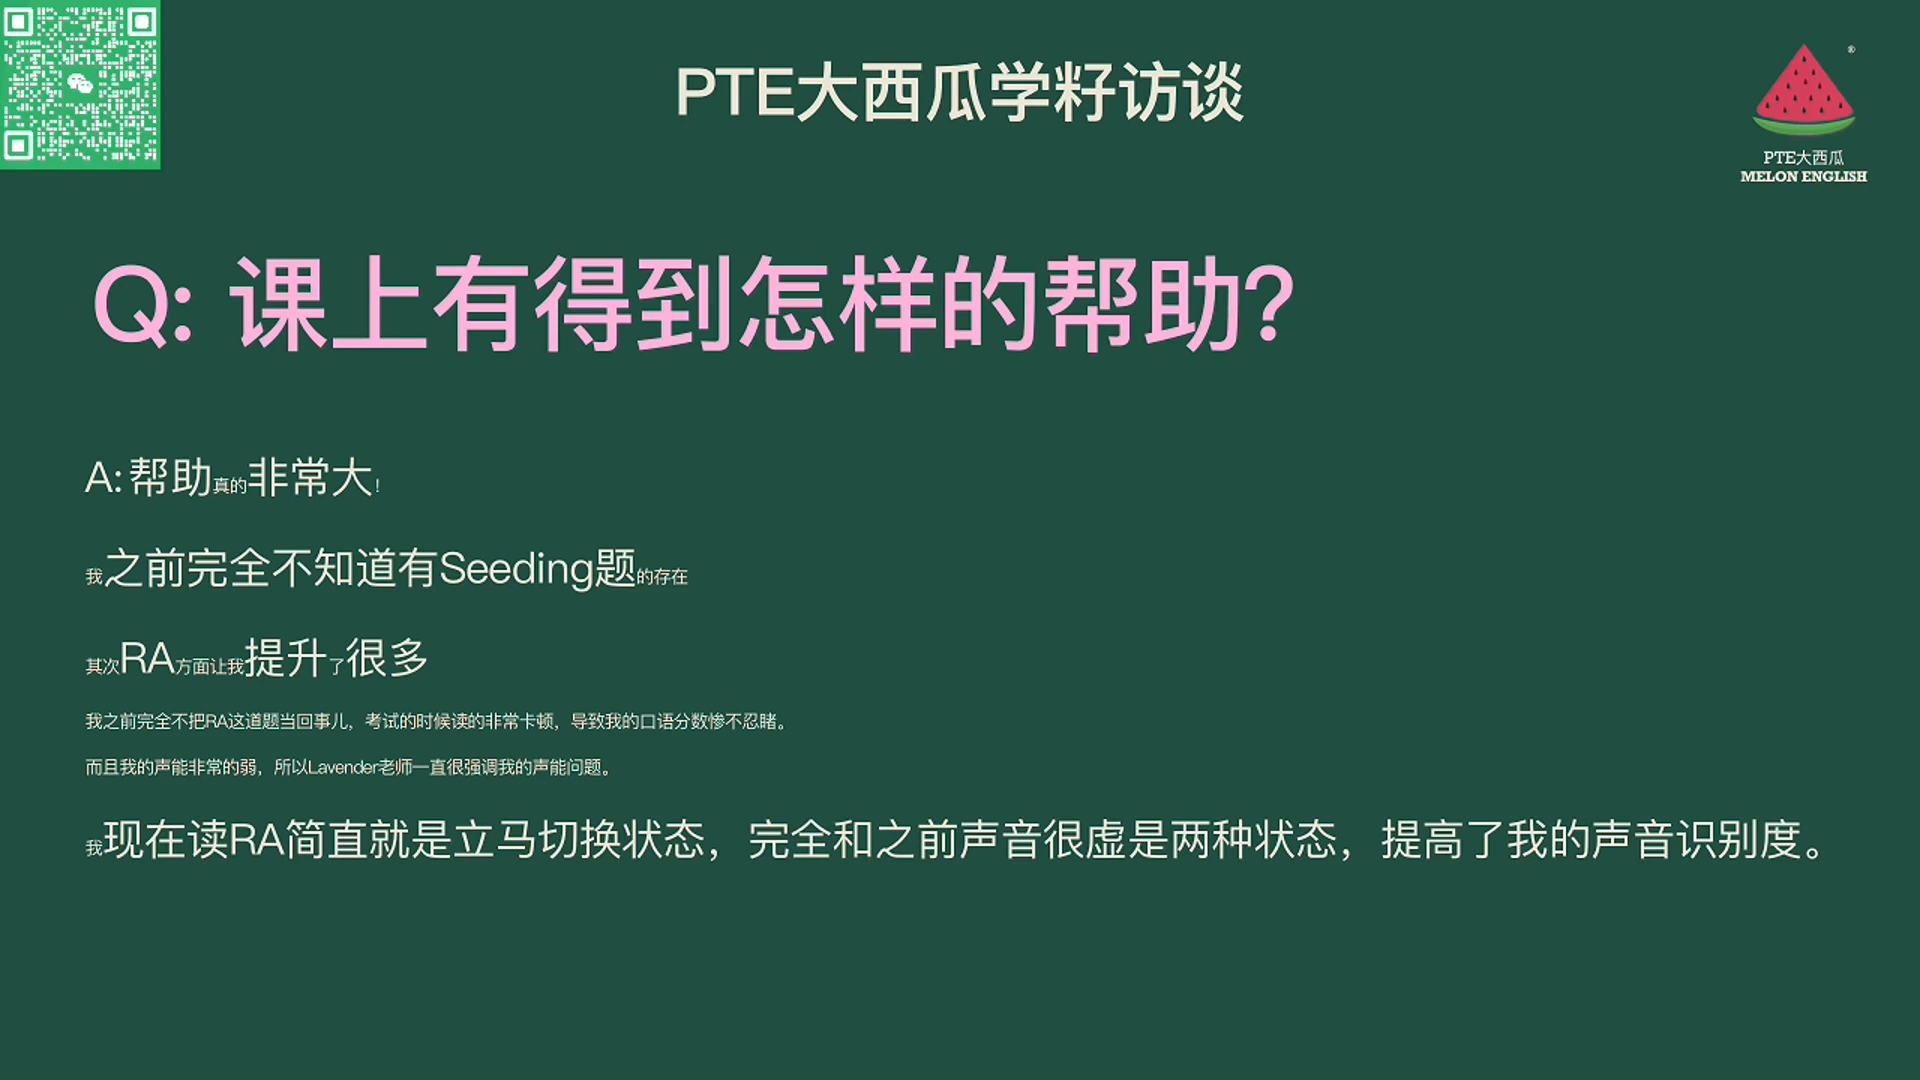 PTE大西瓜学籽访谈
®
PTE大西瓜
MELON ENGLISH
Q: 课上有得到怎样的帮助?
A: 帮助真的非常大!
我之前完全不知道有Seeding题的存在
其次RA方面让我提升了很多
我之前完全不把RA这道题当回事儿，考试的时候读的非常卡顿，导致我的口语分数惨不忍睹。
而且我的声能非常的弱，所以Lavender老师一直很强调我的声能问题。
我现在读RA简直就是立马切换状态，完全和之前声音很虚是两种状态，提高了我的声音识别度。